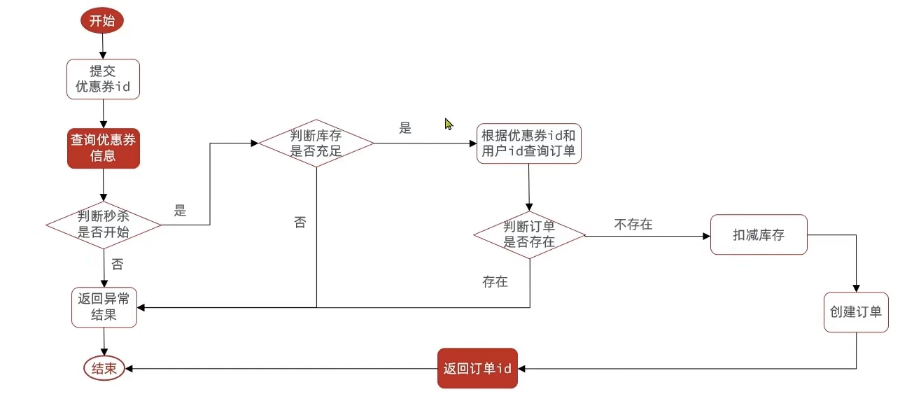 开始
提交
优惠券id
查询优惠券
信息
判断秒杀
是否开始
是
否
返回异常
结果
结束
判断库存
是否充足
是
否
根据优惠券id和
用户id查询订单
判断订单
是否存在
不存在
存在
扣减库存
创建订单
返回订单id